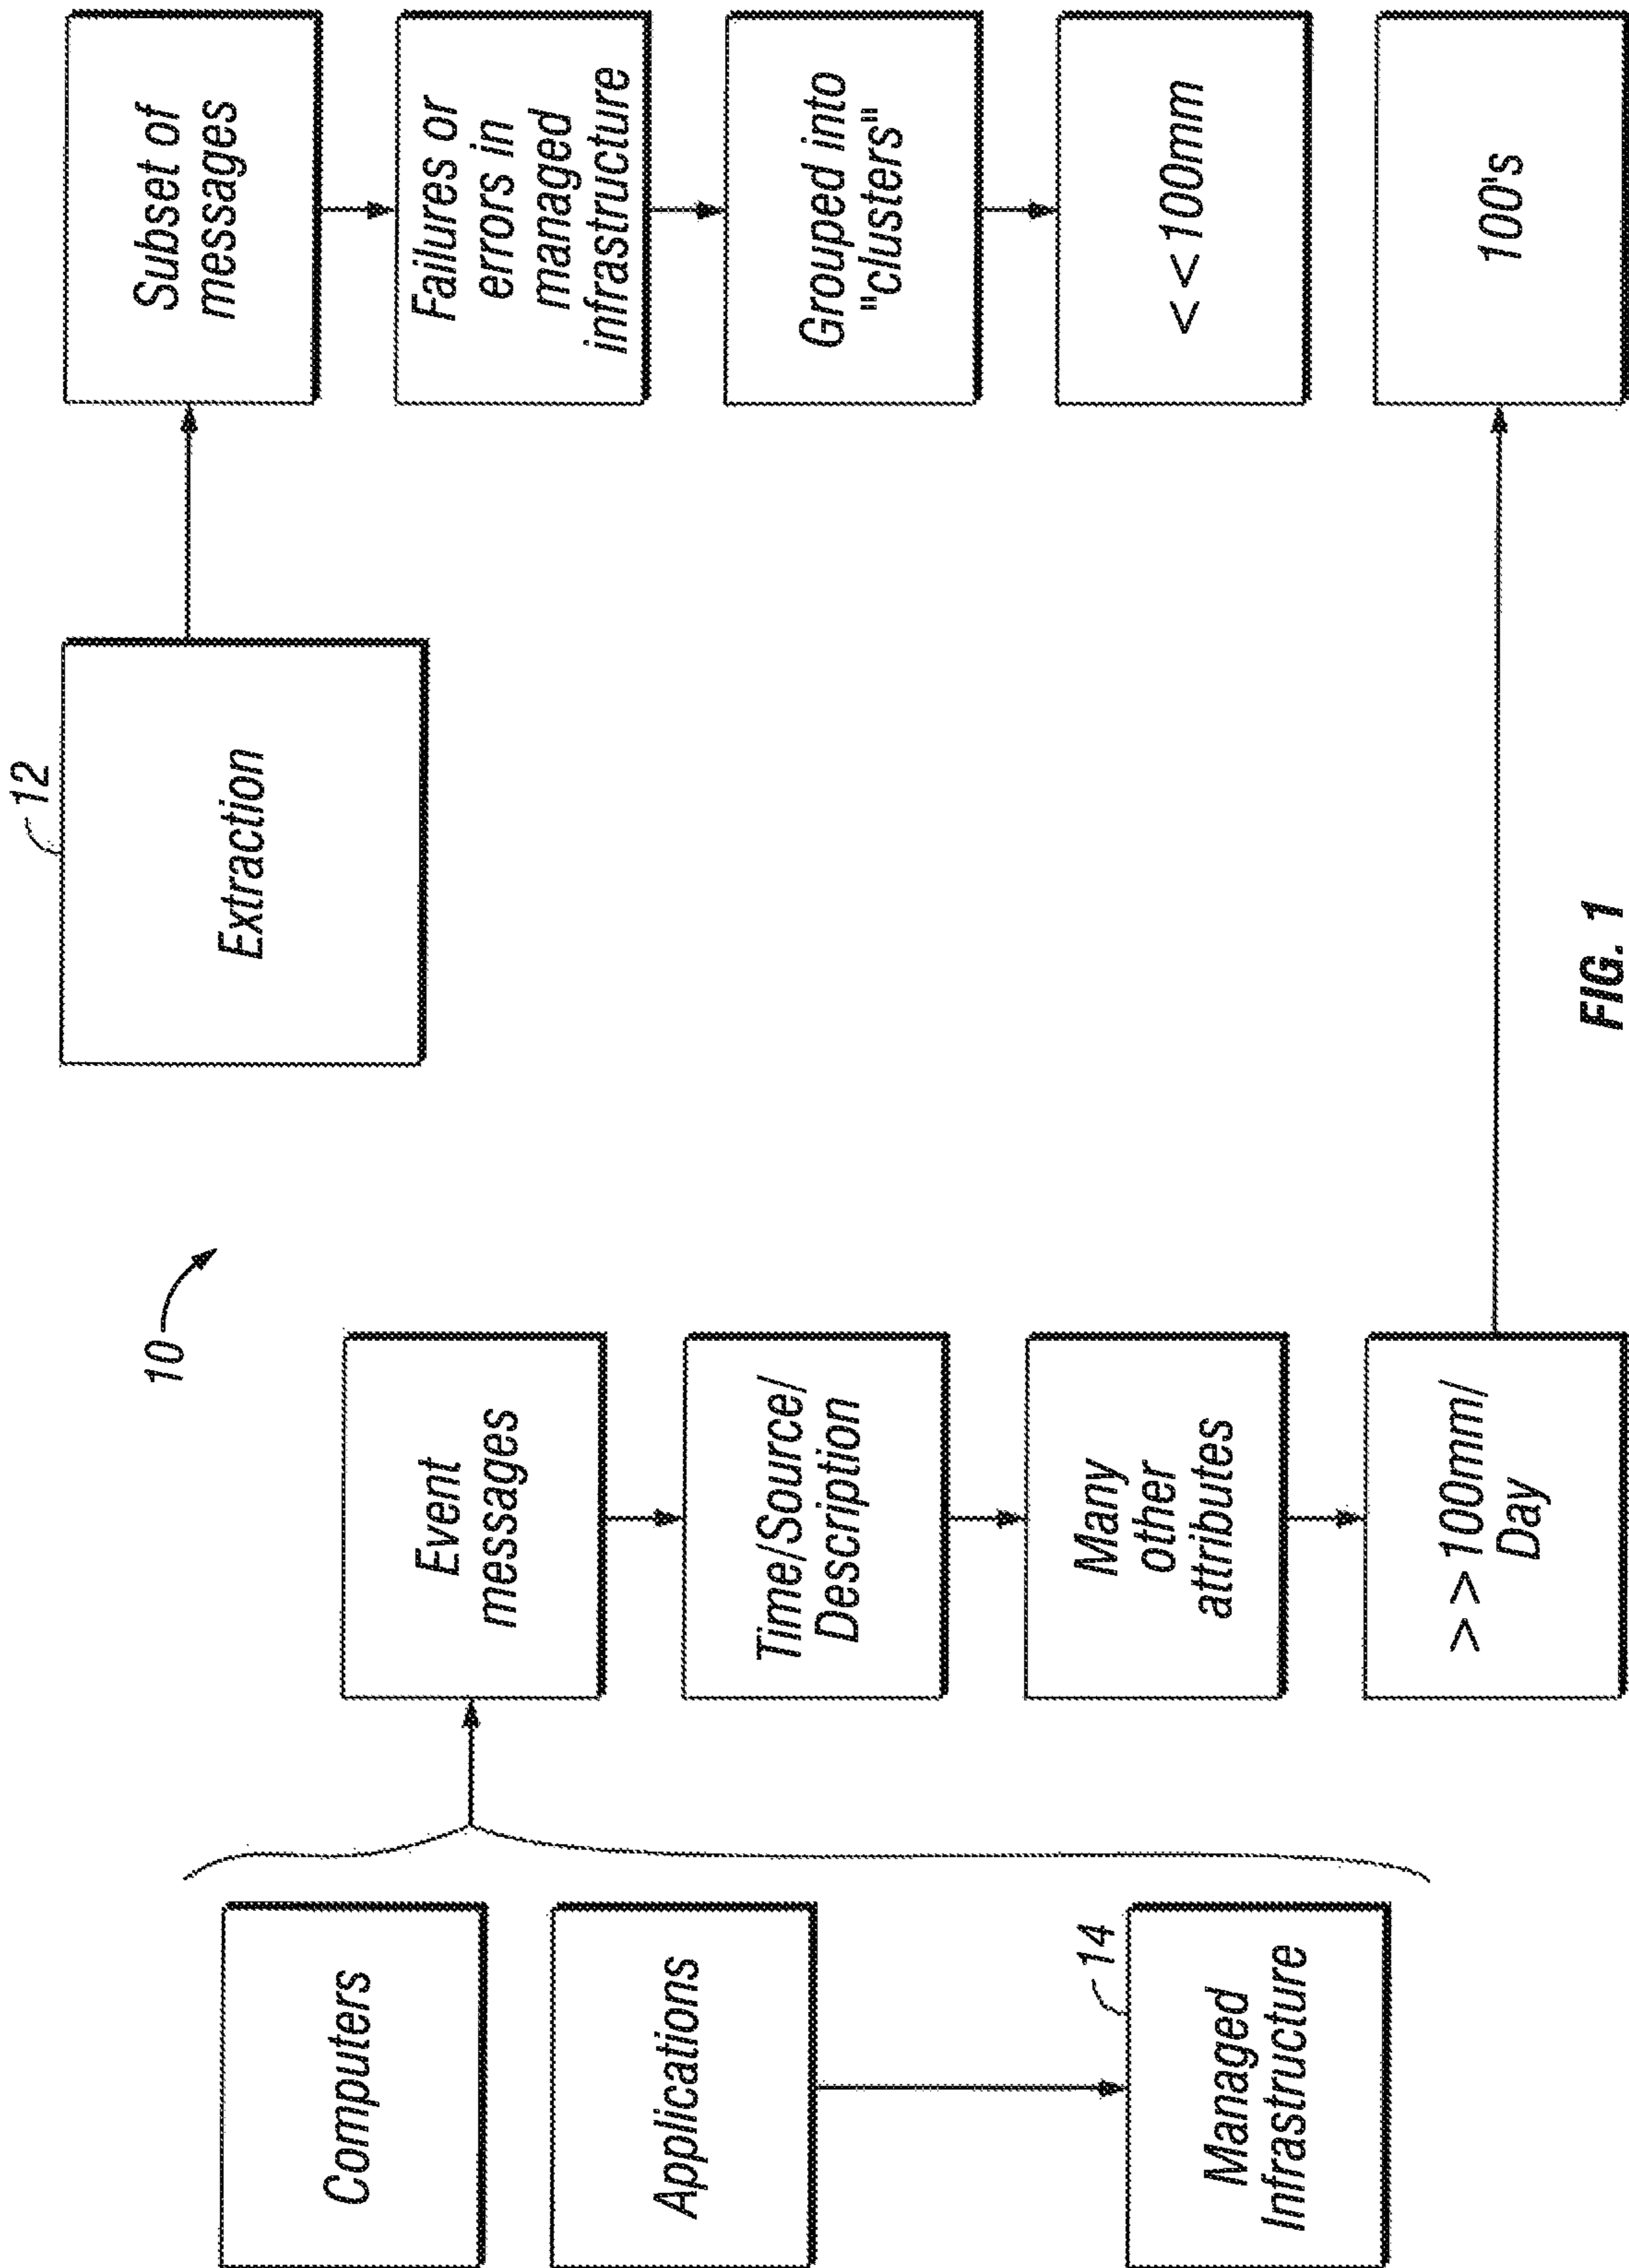 Computers
Applications
14
Managed
Infrastructure
10
Event
messages
Time/Source/
Description
Many
other
attributes
>>100mm/
Day
12
Extraction
Subset of
messages
Failures or
errors in
managed
infrastructure
Grouped into
"clusters"
<<100mm
100's
FIG. 1